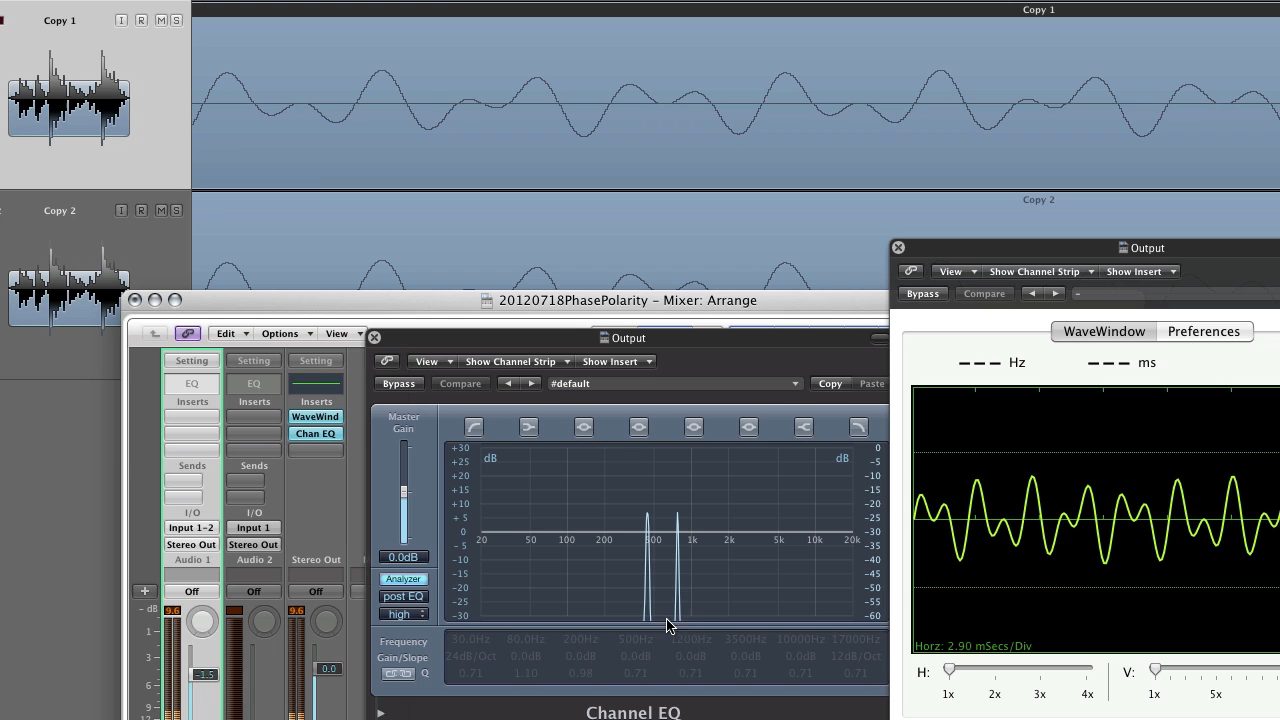 Copy 1 I R M S Copy 1
Copy 2 I R M S Copy 2
Output
View Show Channel Strip Show Insert
Bypass Compare -
20120718PhasePolarity - Mixer: Arrange
WaveWindow Preferences
Edit Options View
Output
--- Hz --- ms
Setting Setting Setting
View Show Channel Strip Show Insert
EQ EQ
Bypass Compare #default Copy Paste
Inserts Inserts Inserts
WaveWind
Chan EQ
Master
Gain
+30 dB dB 0
+25 -5
+20 -10
+15 -15
+10 -20
+ 5 -25
0 -30
20 50 100 200 500 1k 2k 5k 10k 20k
- 5 -35
-10 -40
-15 -45
-20 -50
-25 -55
-30 -60
Sends Sends
I/O I/O
Input 1-2 Input 1
Stereo Out Stereo Out
Audio 1 Audio 2 Stereo Out
0.0dB
Analyzer
post EQ
high
Off Off Off
- dB 9.6 9.6
1
3
6
9
12
-1.5 0.0
Frequency 30.0Hz 80.0Hz 200Hz 500Hz 1200Hz 3500Hz 10000Hz 17000Hz
Gain/Slope 24dB/Oct 0.0dB 0.0dB 0.0dB 0.0dB 0.0dB 0.0dB 12dB/Oct
Q 0.71 1.10 0.98 0.71 0.71 0.71 0.71 0.71
Channel EQ
Horz: 2.90 mSecs/Div
H: V:
1x 2x 3x 4x 1x 5x